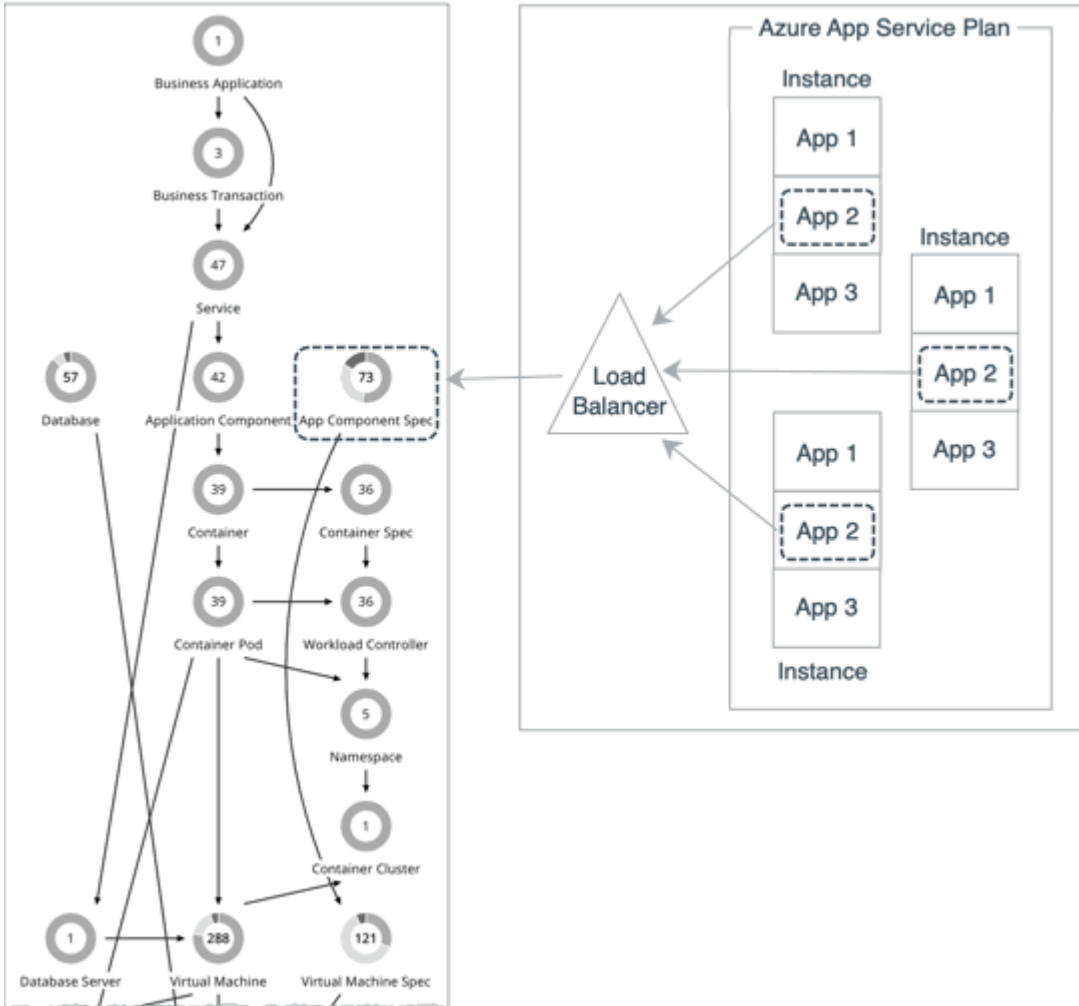 1
Business Application
3
Business Transaction
47
Service
57
Database
42
Application Component
73
App Component Spec
39
Container
36
Container Spec
39
Container Pod
36
Workload Controller
5
Namespace
1
Container Cluster
1
Database Server
288
Virtual Machine
121
Virtual Machine Spec
Azure App Service Plan
Instance
App 1
App 2
App 3
Instance
App 1
App 2
App 3
Load
Balancer
App 1
App 2
App 3
Instance